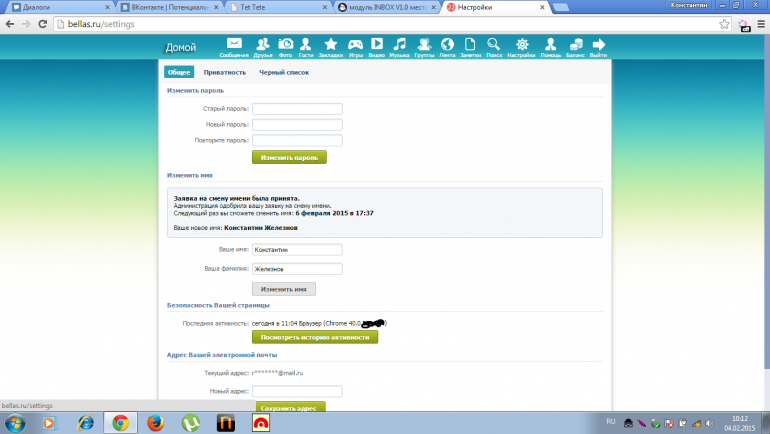 Диалоги
ВКонтакте | Потенциальн
Tet Tete
модуль INBOX V1.0 место
Настройки
Константин
bellas.ru/settings
off
Домой
Сообщения Друзья Фото Гости Закладки Игры Видео Музыка Группы Лента Заметки Поиск Настройки Помощь Баланс Выйти
Общее Приватность Черный список
Изменить пароль
Старый пароль:
Новый пароль:
Повторите пароль:
Изменить пароль
Изменить имя
Заявка на смену имени была принята.
Администрация одобрила вашу заявку на смену имени.
Следующий раз вы сможете сменить имя: 6 февраля 2015 в 17:37
Ваше новое имя: Константин Железнов
Ваше имя: Константин
Ваша фамилия: Железнов
Изменить имя
Безопасность Вашей страницы
Последняя активность: сегодня в 11:04 Браузер (Chrome 40.0.)
Посмотреть историю активности
Адрес Вашей электронной почты
Текущий адрес: r*******@mail.ru
Новый адрес:
Сохранить адрес
bellas.ru/settings
RU
10:12
04.02.2015